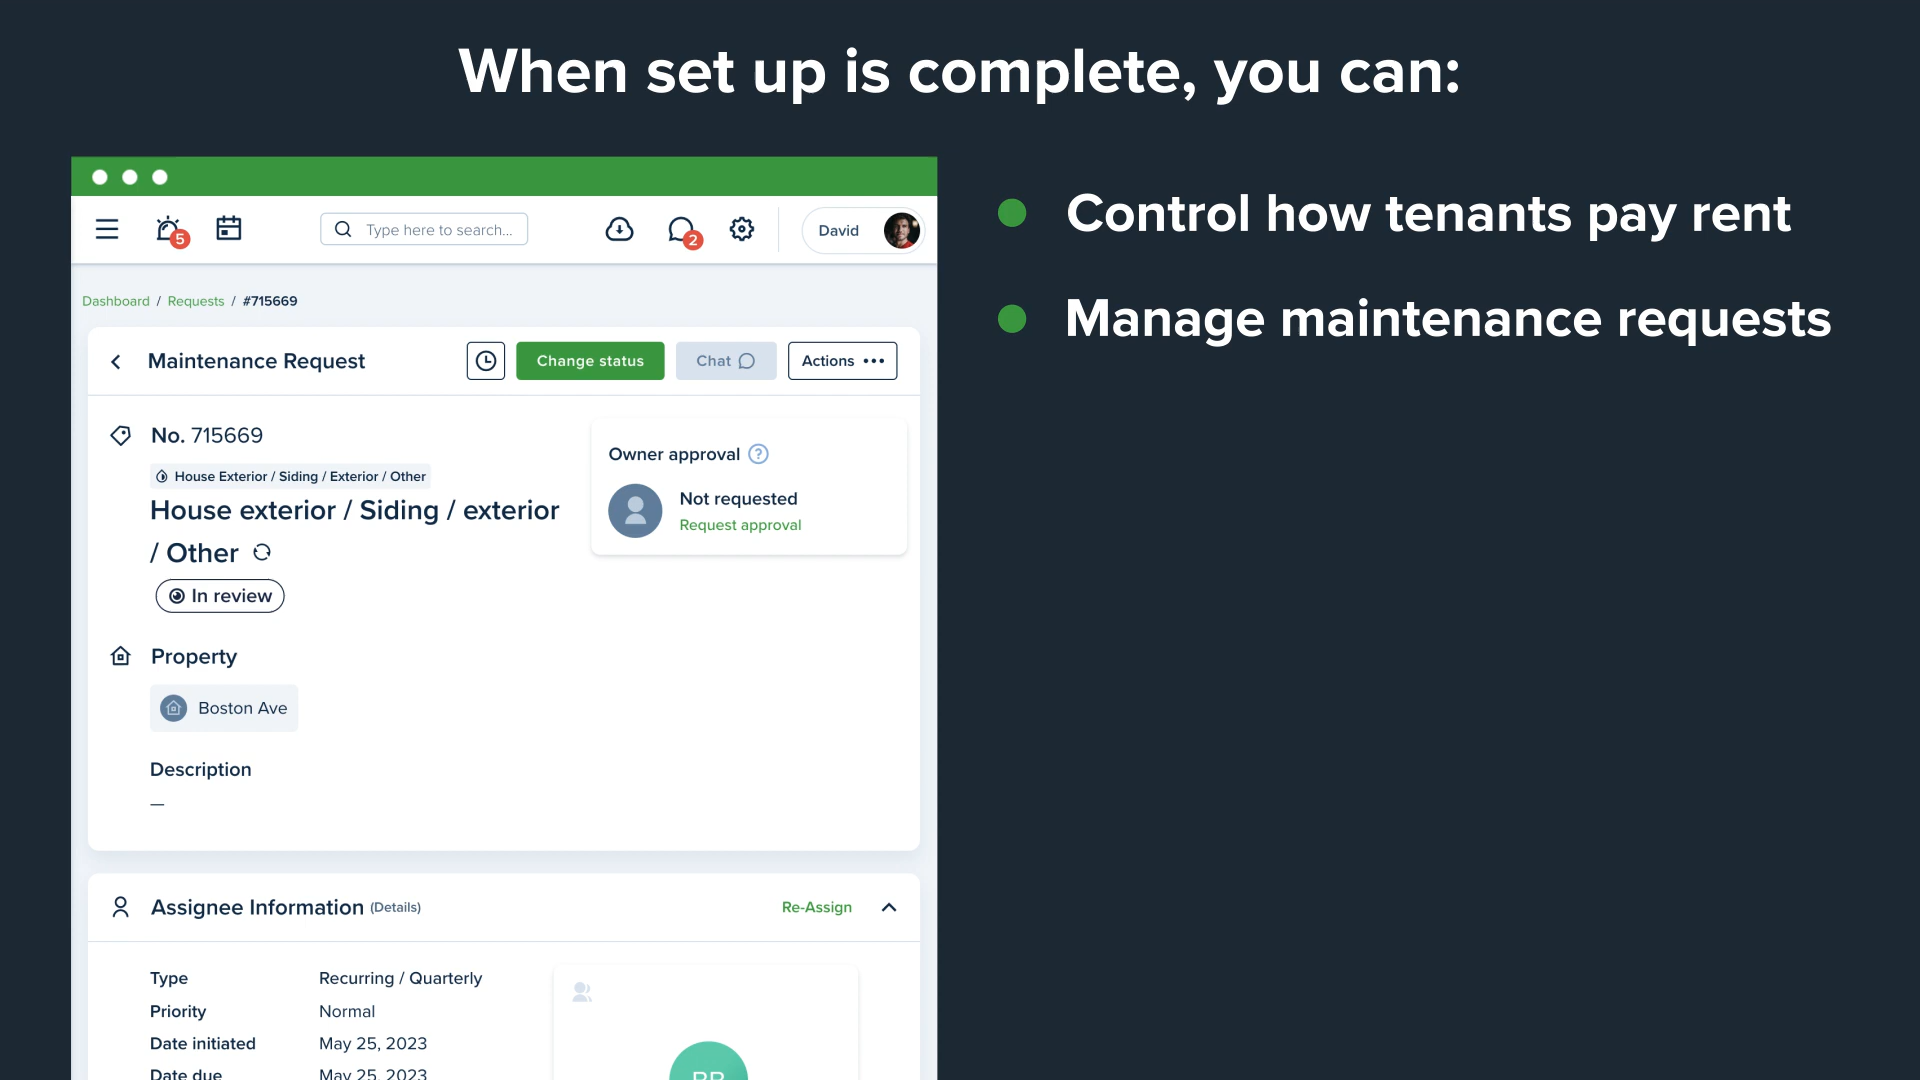 When set up is complete, you can:
5
Type here to search...
2
David
Dashboard / Requests / #715669
Maintenance Request
Change status
Chat
Actions
No. 715669
House Exterior / Siding / Exterior / Other
House exterior / Siding / exterior
/ Other
In review
Owner approval ?
Not requested
Request approval
Property
Boston Ave
Description
—
Assignee Information (Details)
Re-Assign
Type Recurring / Quarterly
Priority Normal
Date initiated May 25, 2023
Date due May 25, 2023
Control how tenants pay rent
Manage maintenance requests